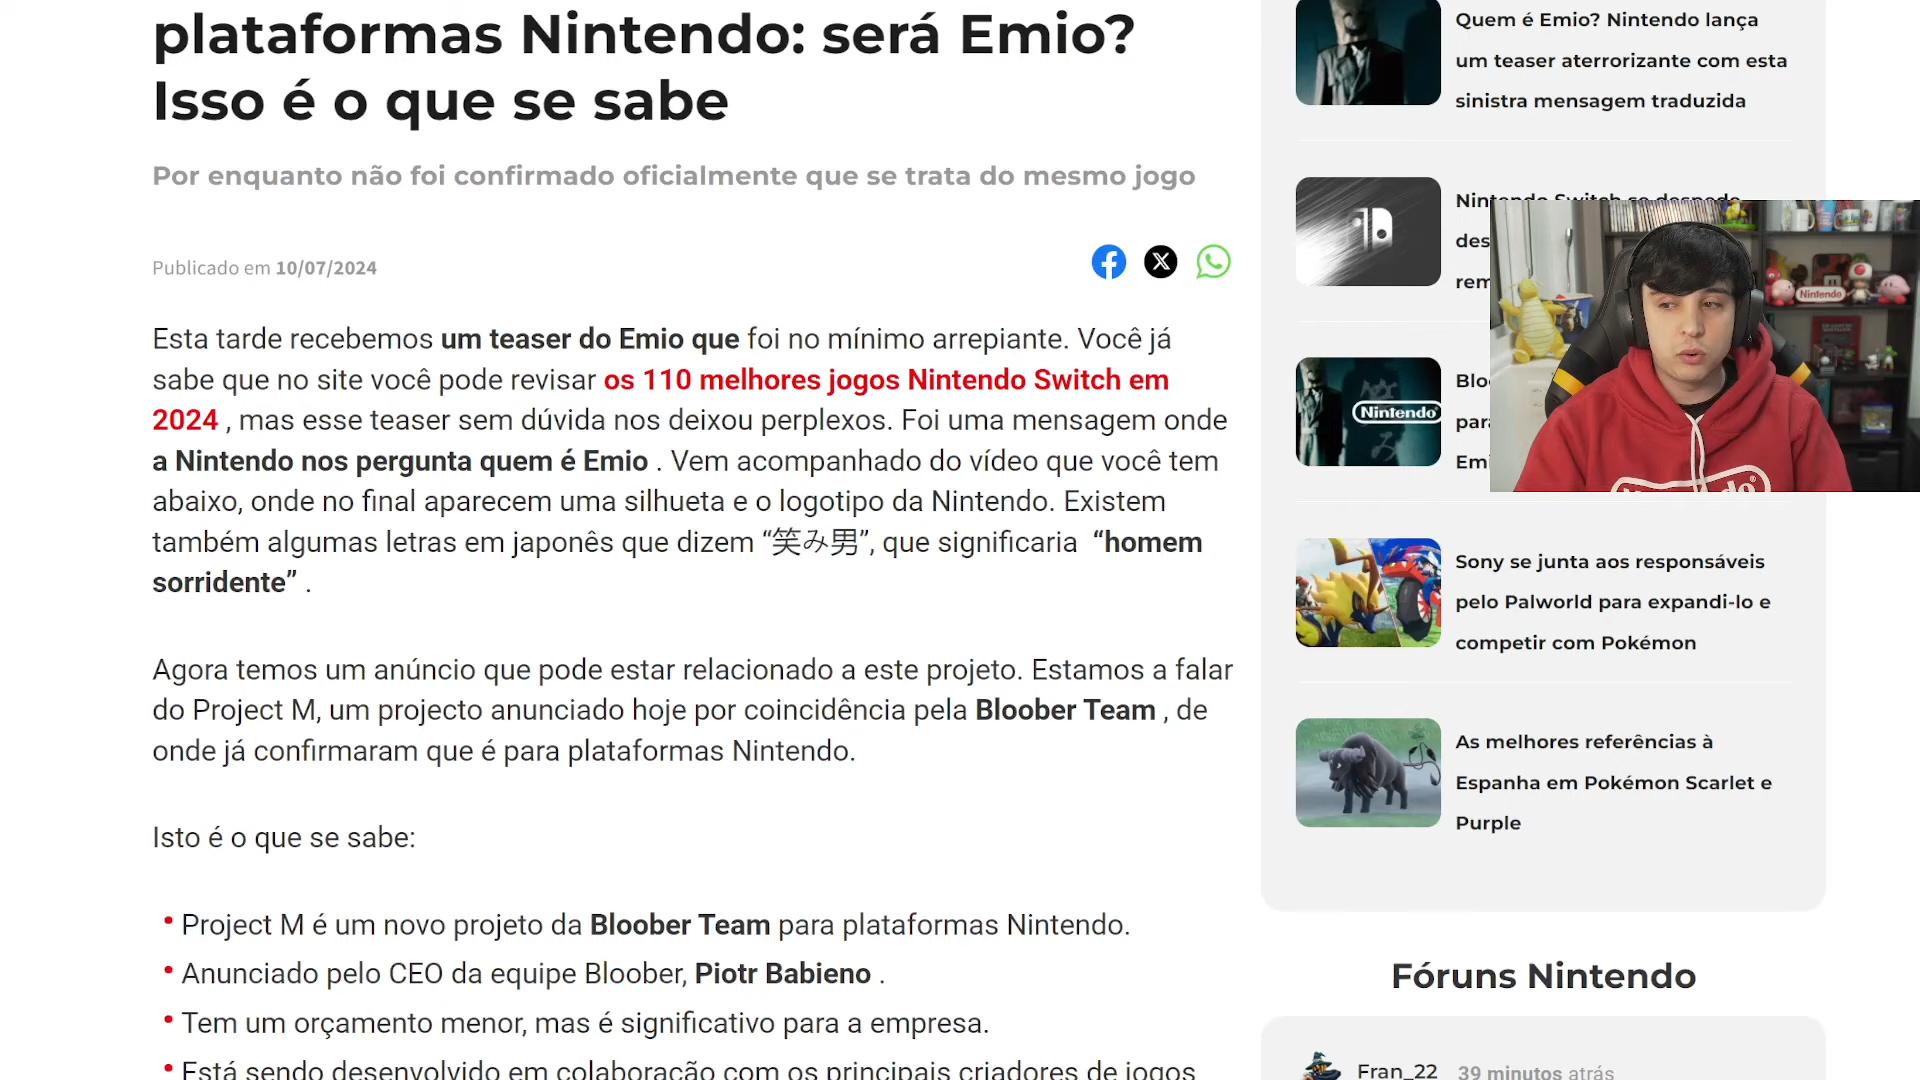 plataformas Nintendo: será Emio?
Isso é o que se sabe
Por enquanto não foi confirmado oficialmente que se trata do mesmo jogo
Publicado em 10/07/2024
Esta tarde recebemos um teaser do Emio que foi no mínimo arrepiante. Você já
sabe que no site você pode revisar os 110 melhores jogos Nintendo Switch em
2024 , mas esse teaser sem dúvida nos deixou perplexos. Foi uma mensagem onde
a Nintendo nos pergunta quem é Emio . Vem acompanhado do vídeo que você tem
abaixo, onde no final aparecem uma silhueta e o logotipo da Nintendo. Existem
também algumas letras em japonês que dizem “笑み男”, que significaria “homem
sorridente” .
Agora temos um anúncio que pode estar relacionado a este projeto. Estamos a falar
do Project M, um projecto anunciado hoje por coincidência pela Bloober Team , de
onde já confirmaram que é para plataformas Nintendo.
Isto é o que se sabe:
• Project M é um novo projeto da Bloober Team para plataformas Nintendo.
• Anunciado pelo CEO da equipe Bloober, Piotr Babieno .
• Tem um orçamento menor, mas é significativo para a empresa.
• Está sendo desenvolvido em colaboração com os principais criadores de jogos
Quem é Emio? Nintendo lança
um teaser aterrorizante com esta
sinistra mensagem traduzida
Nintendo Switch se despede
des
rem
Nintendo
Bloo
para
Emi
Nintendo
Nintendo
Sony se junta aos responsáveis
pelo Palworld para expandi-lo e
competir com Pokémon
As melhores referências à
Espanha em Pokémon Scarlet e
Purple
Fóruns Nintendo
Fran_22 39 minutos atrás